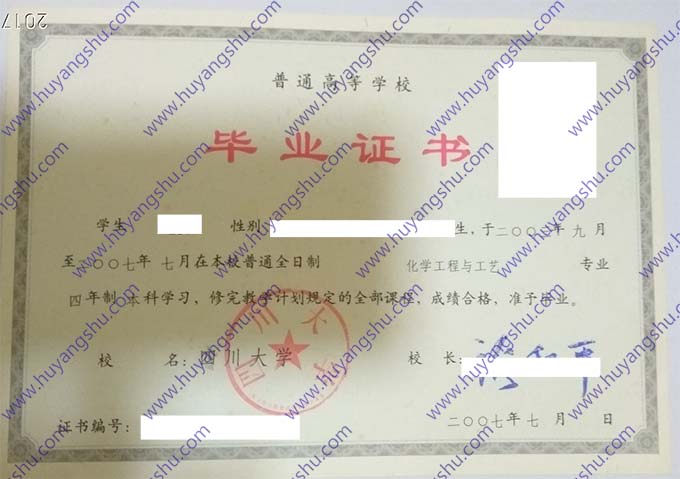 普通高等学校
毕业证书
学生 性别 生，于二〇〇三年九月
至二〇〇七年七月在本校普通全日制 化学工程与工艺 专业
四年制本科学习，修完教学计划规定的全部课程，成绩合格，准予毕业。
校 名：四川大学 校 长：
四川大学
证书编号：
二〇〇七年七月 日
2017
www.huyangshu.com